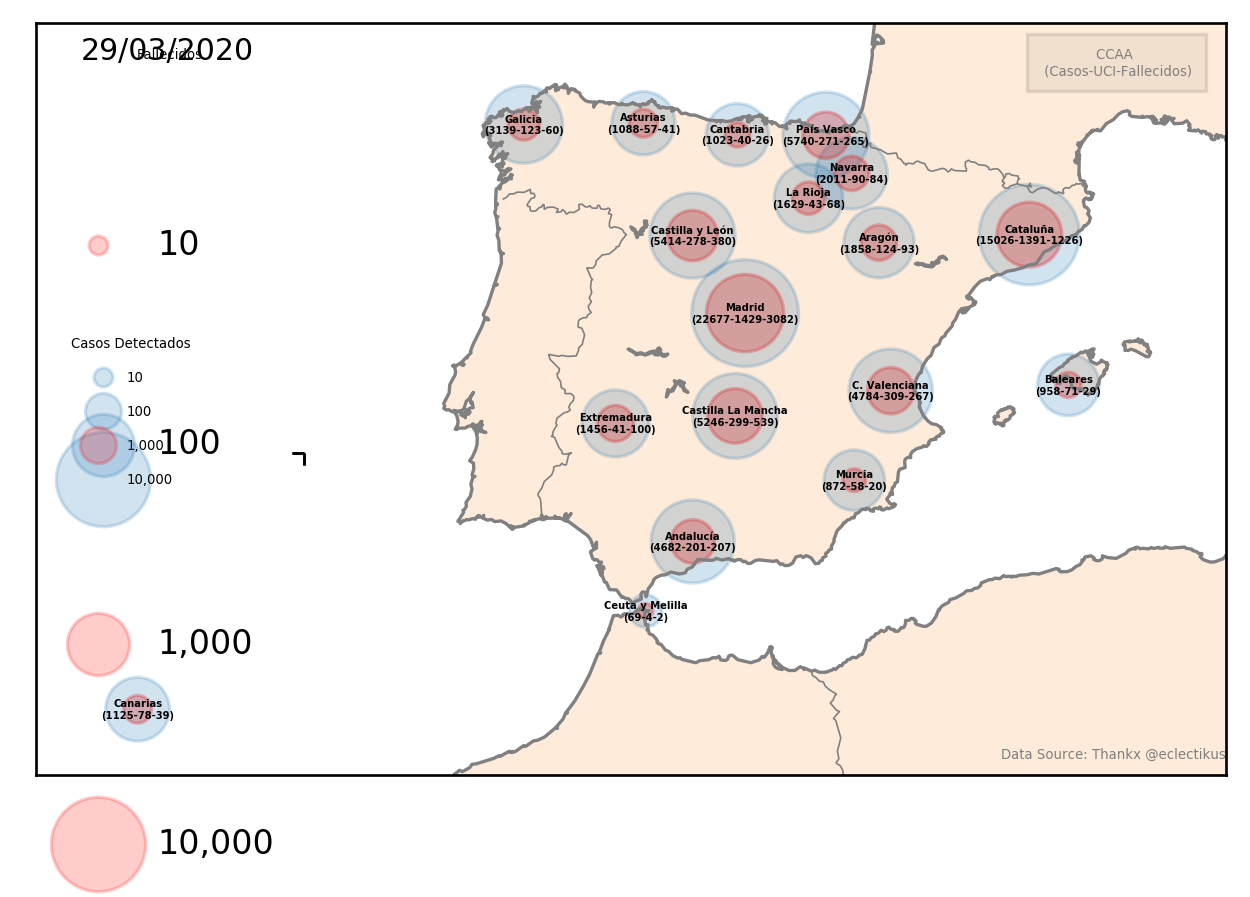 29/03/2020
Fallecidos
CCAA
(Casos-UCI-Fallecidos)
Galicia
(3139-123-60)
Asturias
(1088-57-41)
Cantabria
(1023-40-26)
País Vasco
(5740-271-265)
Navarra
(2011-90-84)
La Rioja
(1629-43-68)
Castilla y León
(5414-278-380)
Aragón
(1858-124-93)
Cataluña
(15026-1391-1226)
10
Madrid
(22677-1429-3082)
Casos Detectados
10
100
1,000
10,000
100
C. Valenciana
(4784-309-267)
Baleares
(958-71-29)
Extremadura
(1456-41-100)
Castilla La Mancha
(5246-299-539)
Murcia
(872-58-20)
Andalucía
(4682-201-207)
Ceuta y Melilla
(69-4-2)
1,000
Canarias
(1125-78-39)
Data Source: Thankx @eclectikus
10,000